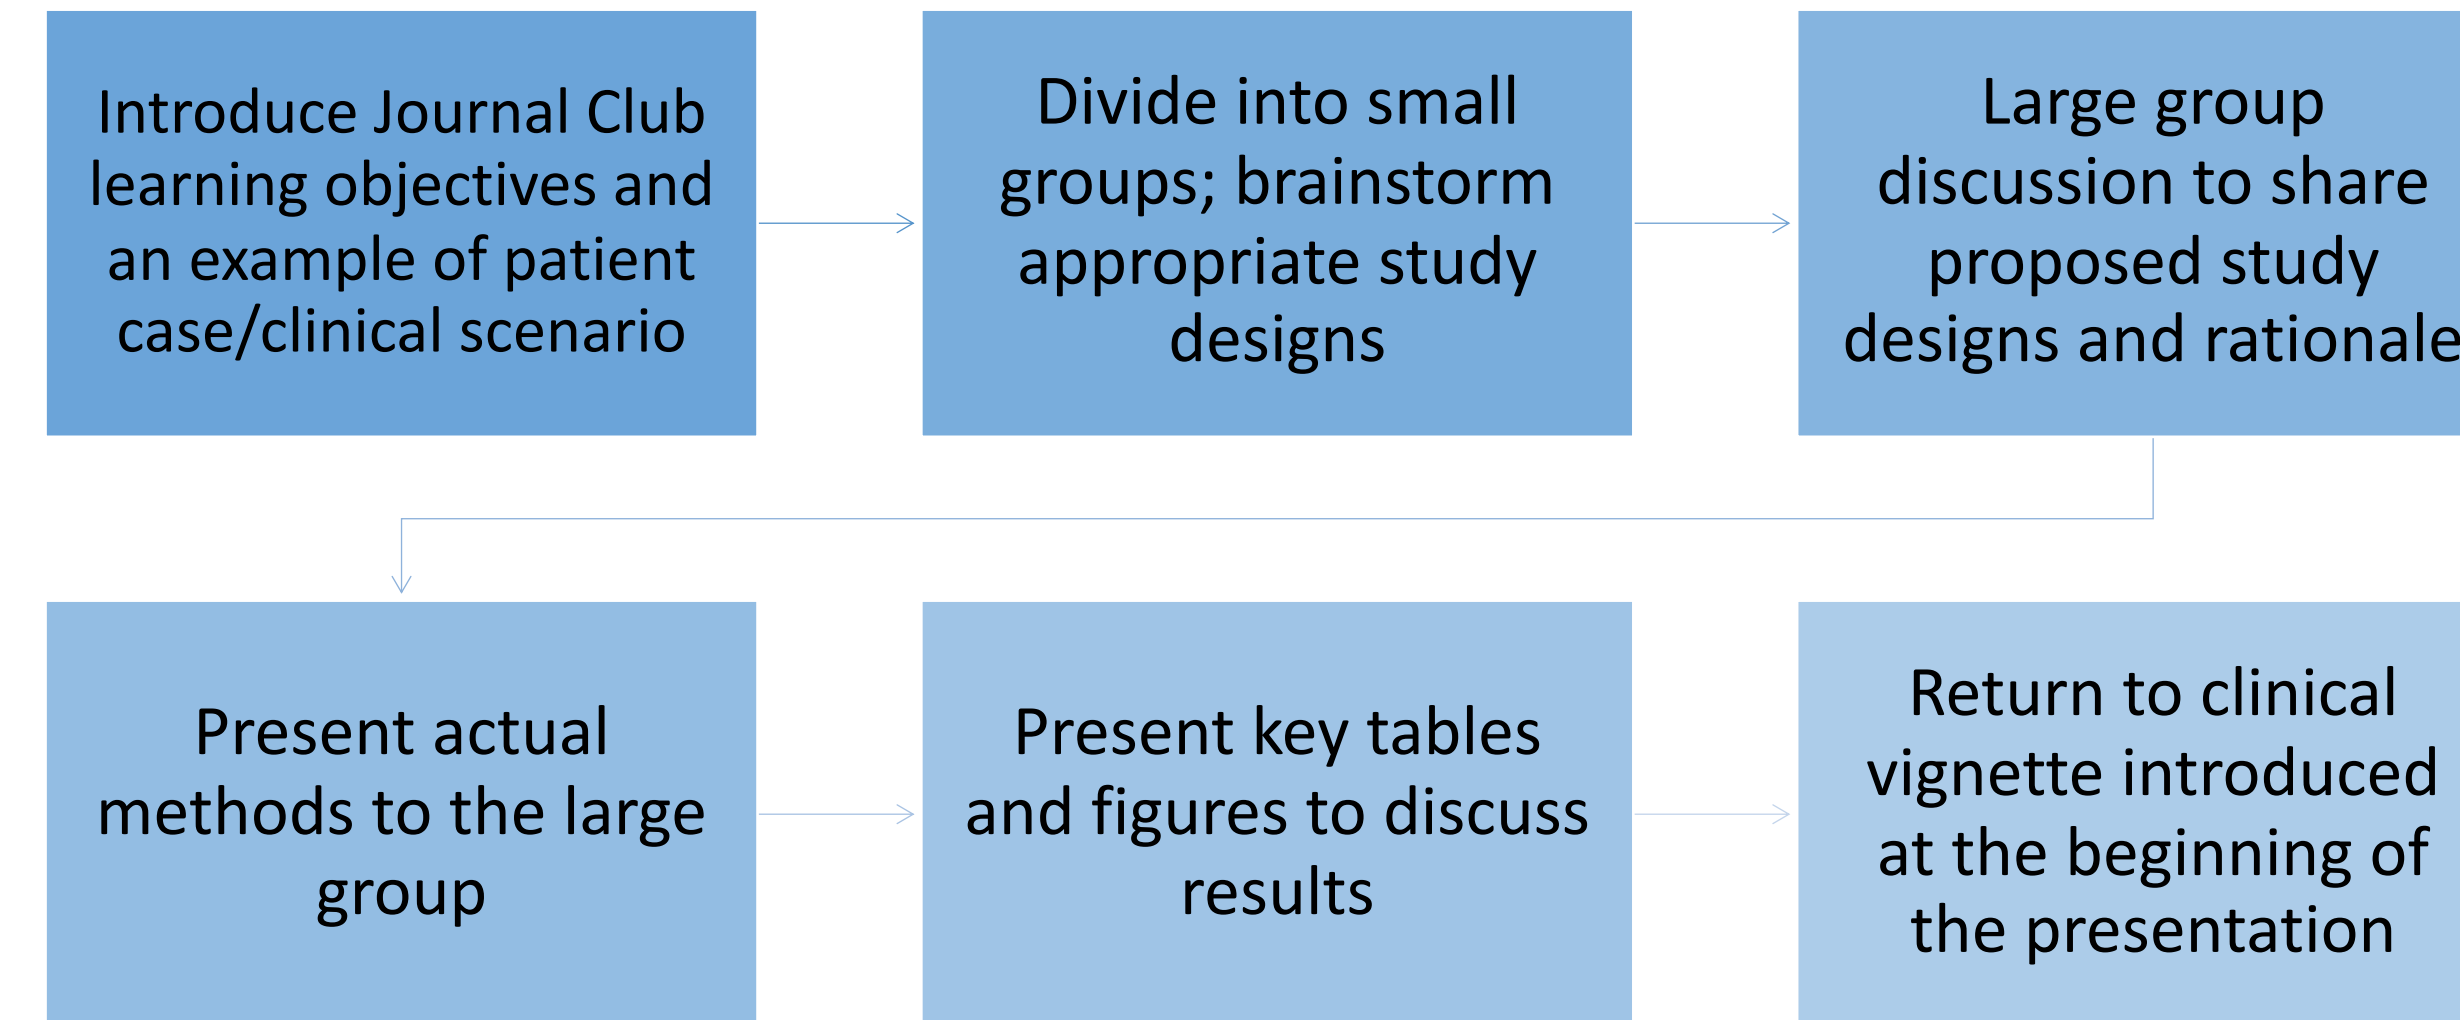 Introduce Journal Club
learning objectives and
an example of patient
case/clinical scenario
Divide into small
groups; brainstorm
appropriate study
designs
Large group
discussion to share
proposed study
designs and rationale
Present actual
methods to the large
group
Present key tables
and figures to discuss
results
Return to clinical
vignette introduced
at the beginning of
the presentation